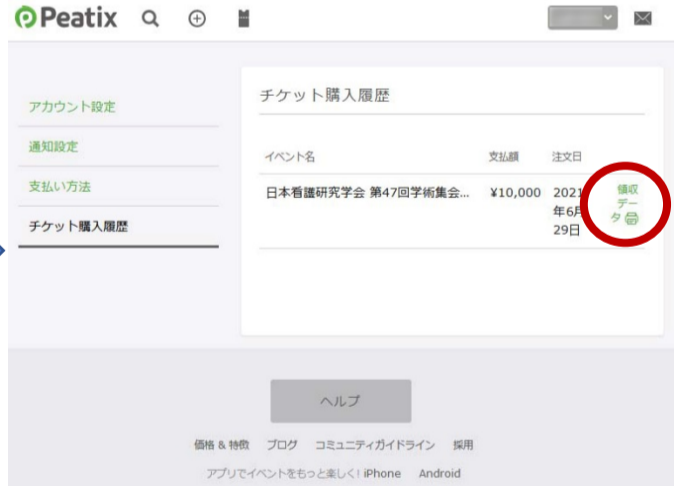 Peatix
アカウント設定
通知設定
支払い方法
チケット購入履歴
チケット購入履歴
イベント名 支払額 注文日
日本看護研究学会 第47回学術集会... ¥10,000 2021
年6月
29日
領収
デー
タ
ヘルプ
価格 & 特徴 ブログ コミュニティガイドライン 採用
アプリでイベントをもっと楽しく! iPhone Android